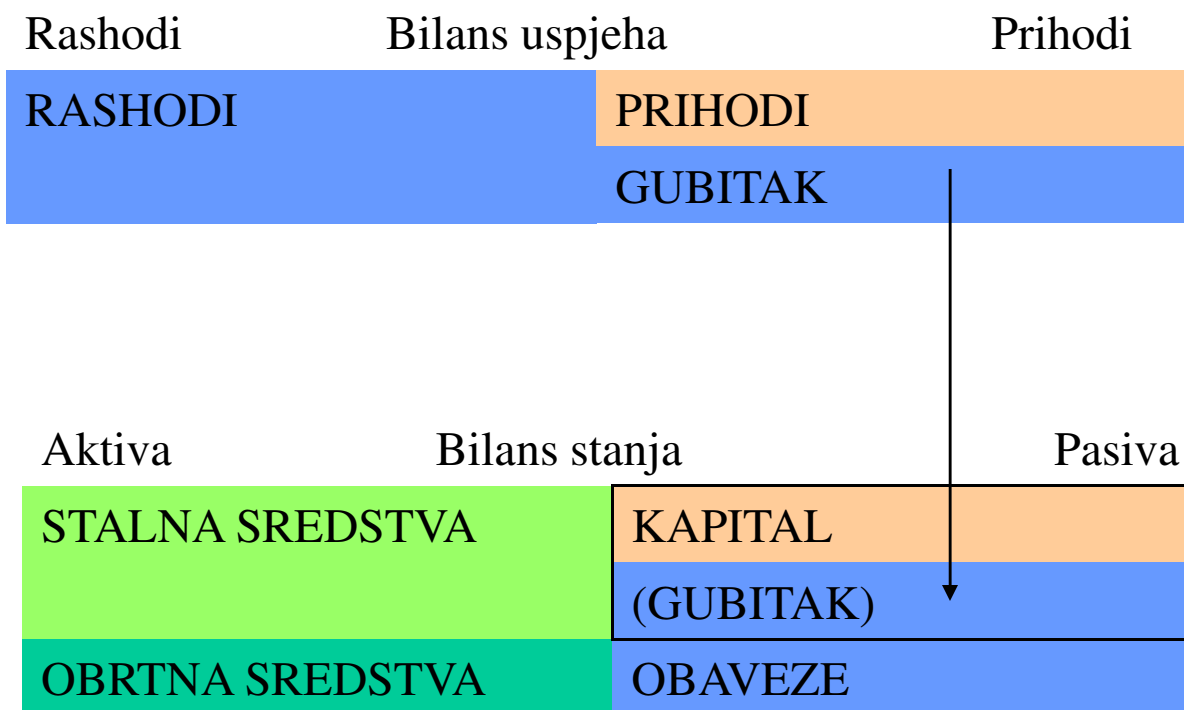 Rashodi Bilans uspjeha Prihodi
RASHODI PRIHODI
GUBITAK
Aktiva Bilans stanja Pasiva
STALNA SREDSTVA KAPITAL
(GUBITAK)
OBRTNA SREDSTVA OBAVEZE